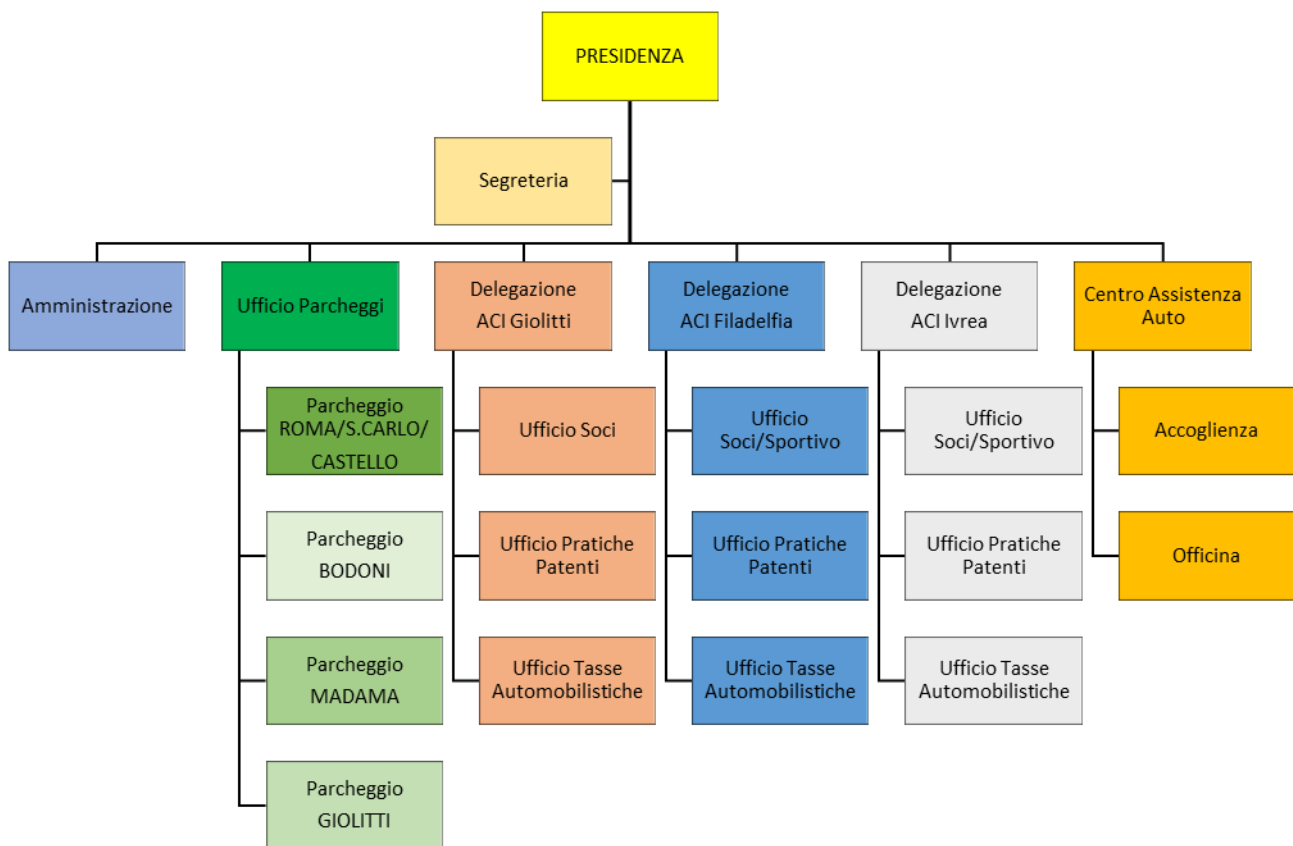 PRESIDENZA
Segreteria
Amministrazione
Ufficio Parcheggi
Delegazione
ACI Giolitti
Delegazione
ACI Filadelfia
Delegazione
ACI Ivrea
Centro Assistenza
Auto
Parcheggio
ROMA/S.CARLO/
CASTELLO
Ufficio Soci
Ufficio
Soci/Sportivo
Ufficio
Soci/Sportivo
Accoglienza
Parcheggio
BODONI
Ufficio Pratiche
Patenti
Ufficio Pratiche
Patenti
Ufficio Pratiche
Patenti
Officina
Parcheggio
MADAMA
Ufficio Tasse
Automobilistiche
Ufficio Tasse
Automobilistiche
Ufficio Tasse
Automobilistiche
Parcheggio
GIOLITTI